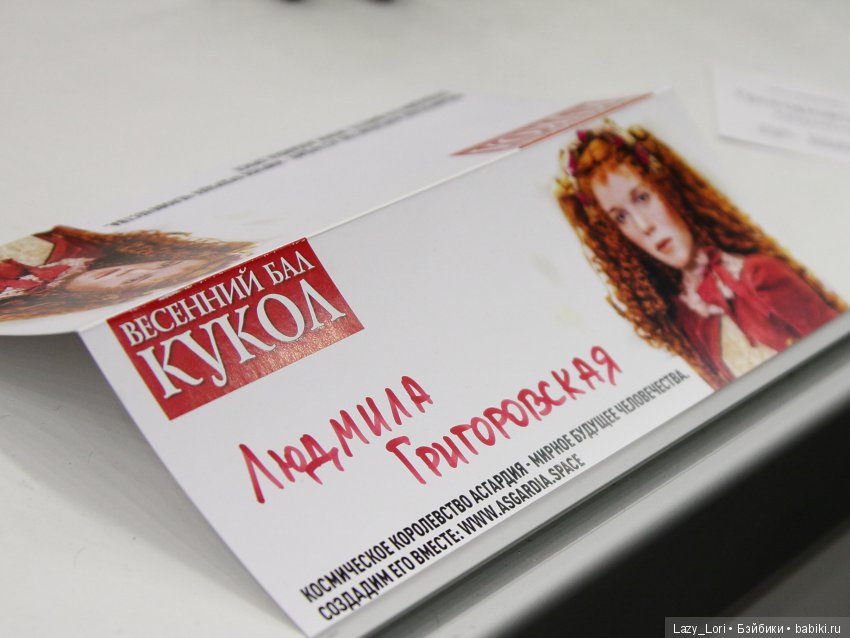 ВЕСЕННИЙ БАЛ
КУКОЛ
ЛЮДМИЛА
ГРИГОРОВСКАЯ
КОСМИЧЕСКОЕ КОРОЛЕВСТВО АСГАРДИЯ - МИРНОЕ БУДУЩЕЕ ЧЕЛОВЕЧЕСТВА.
СОЗДАДИМ ЕГО ВМЕСТЕ: WWW.ASGARDIA.SPACE
Lazy_Lori • Бэйбики • babiki.ru